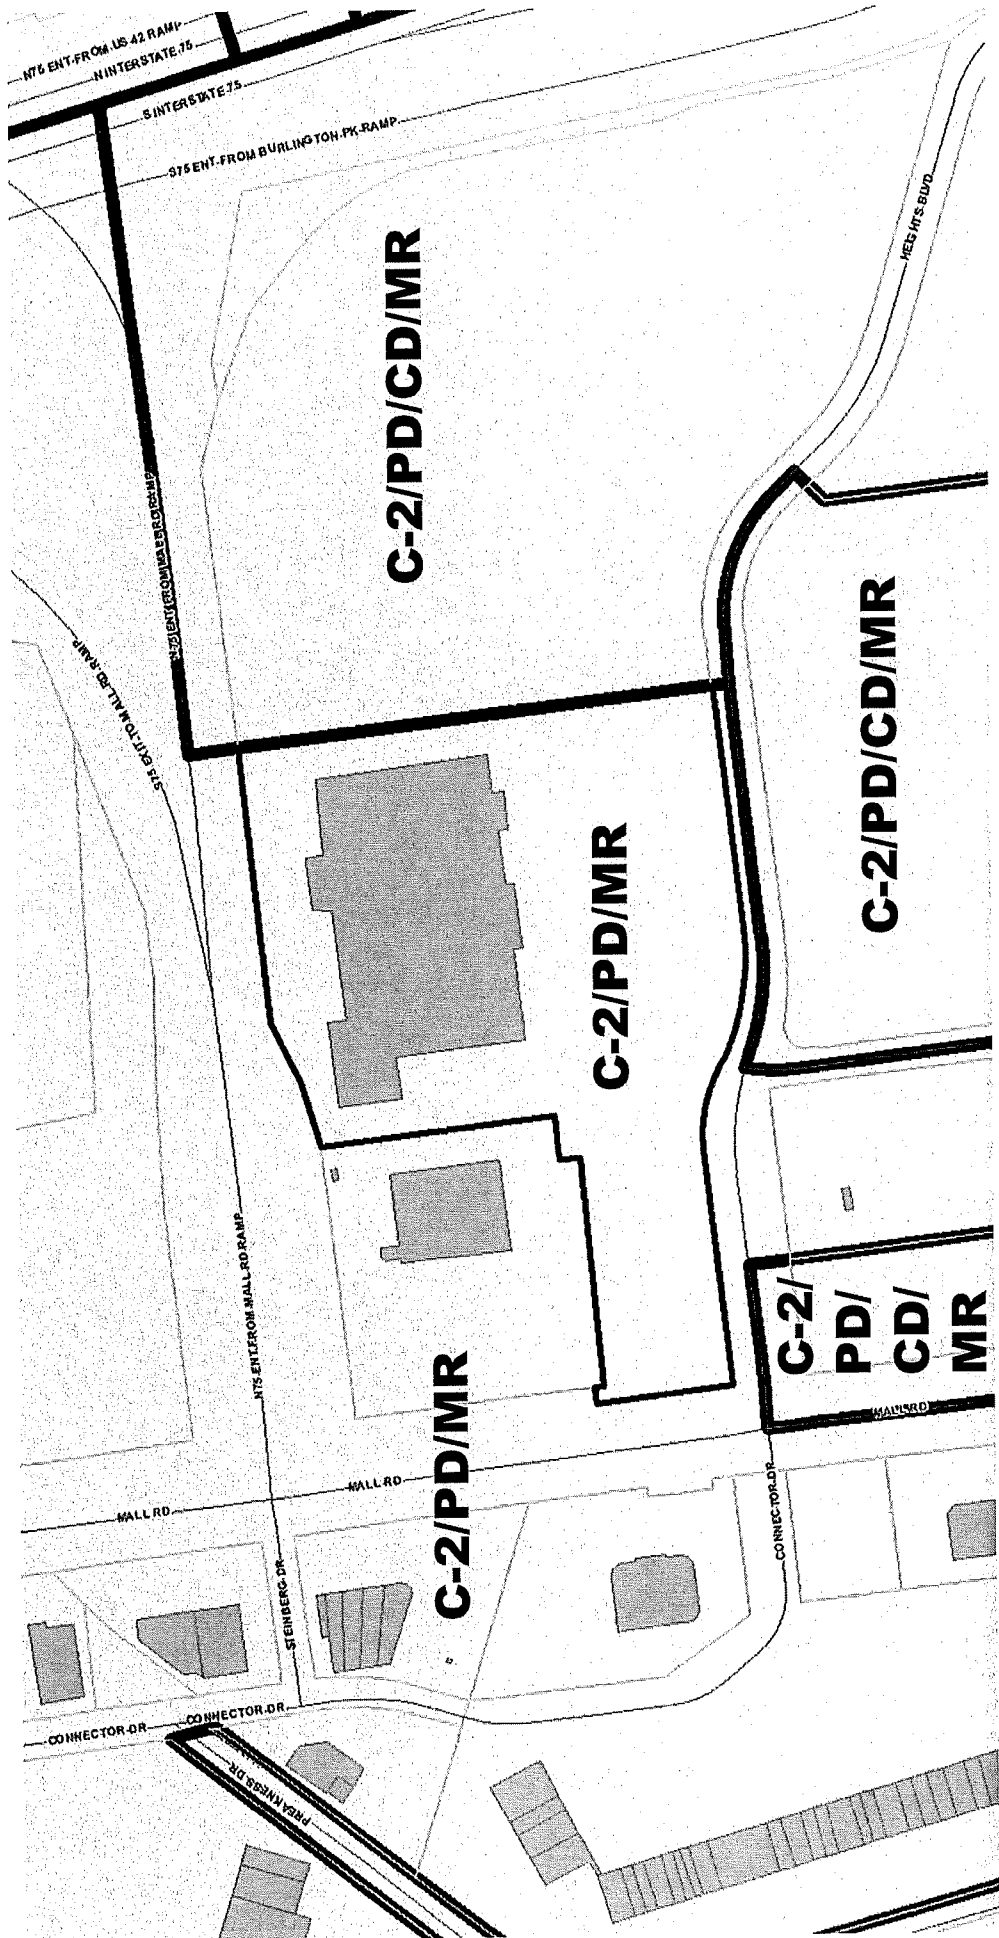 N75 ENT FROM US 42 RAMP
N INTERSTATE 75
S INTERSTATE 75
S75 ENT FROM BURLINGTON PK RAMP
HEIGHTS BLVD
C-2/PD/CD/MR
S75 EXIT TO MALL RD RAMP
C-2/PD/CD/MR
C-2/PD/MR
N75 ENT FROM MALL RD RAMP
C-2/
PD/
CD/
MR
MALL RD
C-2/PD/MR
MALL RD
MALL RD
CONNECTOR DR
STEINBERG DR
CONNECTOR DR
CONNECTOR DR
PREAKNESS DR